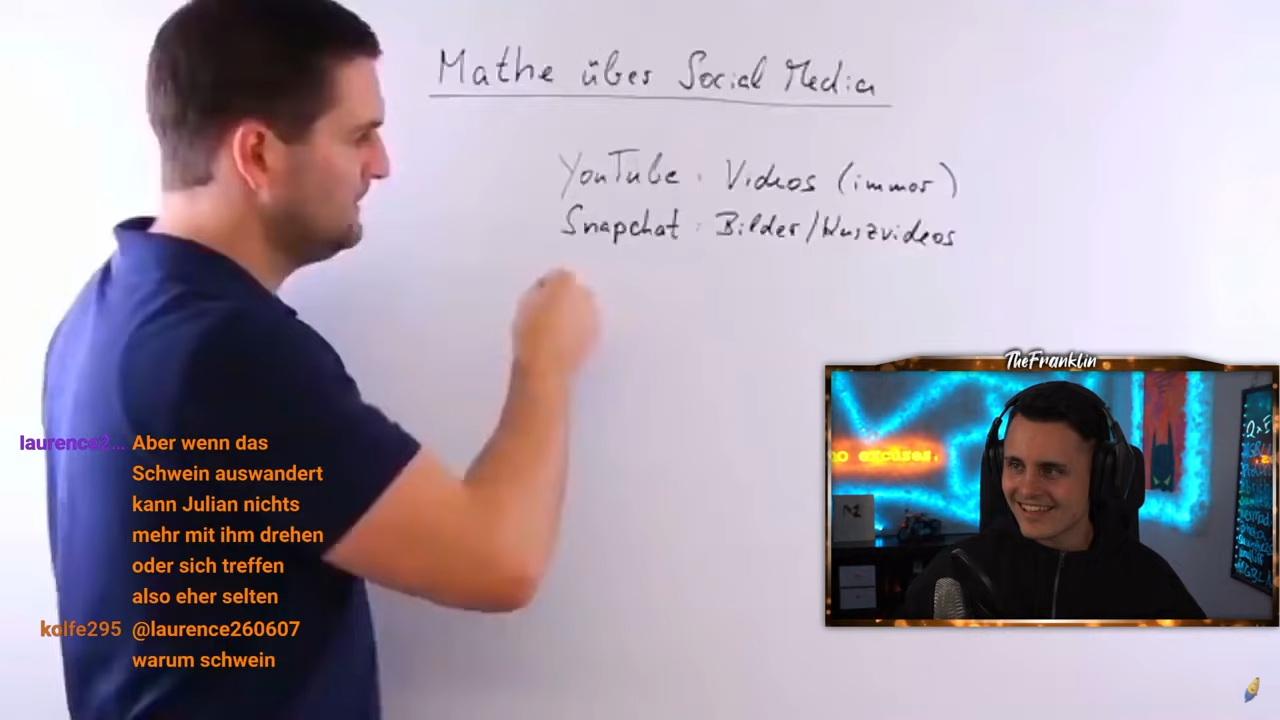 Mathe über Social Media
YouTube: Videos (immer)
Snapchat: Bilder/Kurzvideos
TheFranklin
no excuses.
laurence2... Aber wenn das
Schwein auswandert
kann Julian nichts
mehr mit ihm drehen
oder sich treffen
also eher selten
kolfe295 @laurence260607
warum schwein